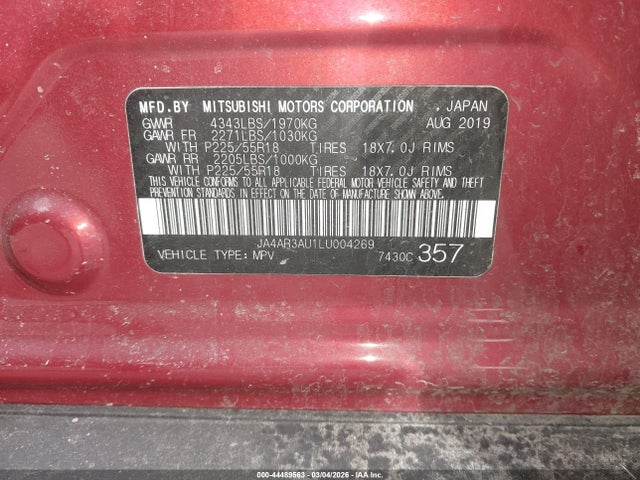 MFD.BY MITSUBISHI MOTORS CORPORATION , JAPAN
GVWR 4343LBS/1970KG AUG 2019
GAWR FR 2271LBS/1030KG
WITH P225/55R18 TIRES 18X7.0J RIMS
GAWR RR 2205LBS/1000KG
WITH P225/55R18 TIRES 18X7.0J RIMS
THIS VEHICLE CONFORMS TO ALL APPLICABLE FEDERAL MOTOR VEHICLE SAFETY AND THEFT
PREVENTION STANDARDS IN EFFECT ON THE DATE OF MANUFACTURE SHOWN ABOVE.
JA4AR3AU1LU004269
VEHICLE TYPE: MPV 7430C 357
000-44489563 - 03/04/2026 - COPYRIGHT IAA, LLC.